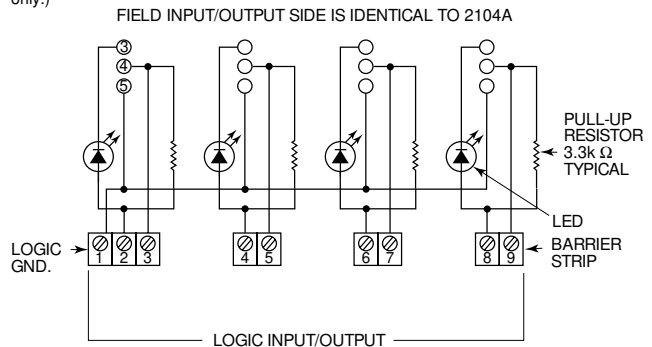 only.)
FIELD INPUT/OUTPUT SIDE IS IDENTICAL TO 2104A
3
4
5
PULL-UP
RESISTOR
3.3k Ω
TYPICAL
LED
LOGIC
GND.
1 2 3 4 5 6 7 8 9
BARRIER
STRIP
LOGIC INPUT/OUTPUT